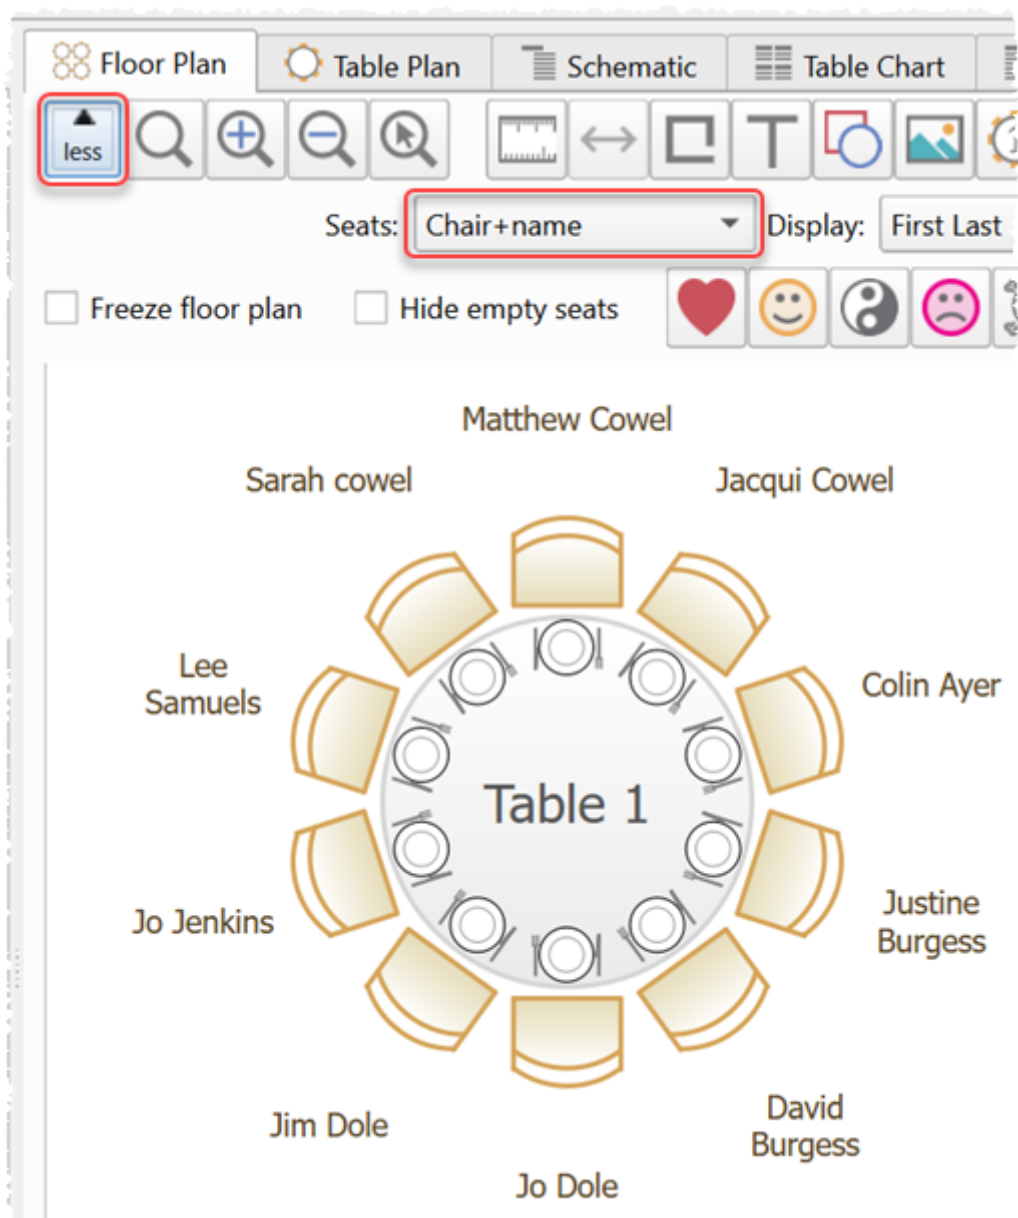 Floor Plan
Table Plan
Schematic
Table Chart
less
Seats:
Chair+name
Display:
First Last
Freeze floor plan
Hide empty seats
Matthew Cowel
Sarah cowel
Jacqui Cowel
Lee
Samuels
Colin Ayer
Table 1
Jo Jenkins
Justine
Burgess
Jim Dole
David
Burgess
Jo Dole